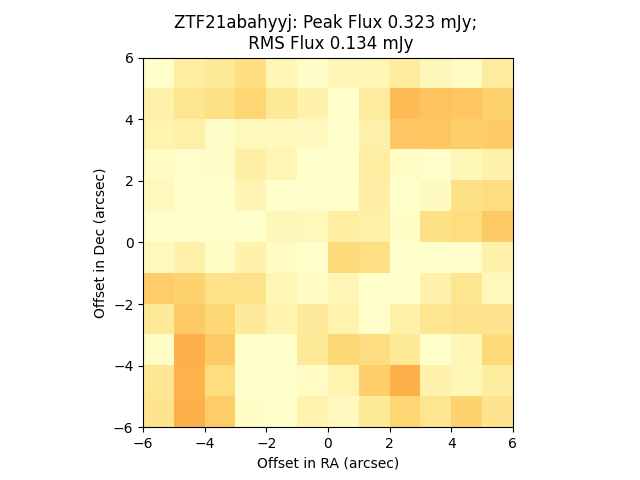 ZTF21abahyyj: Peak Flux 0.323 mJy;
RMS Flux 0.134 mJy
6
4
2
0
−2
−4
−6
Offset in Dec (arcsec)
−6 −4 −2 0 2 4 6
Offset in RA (arcsec)